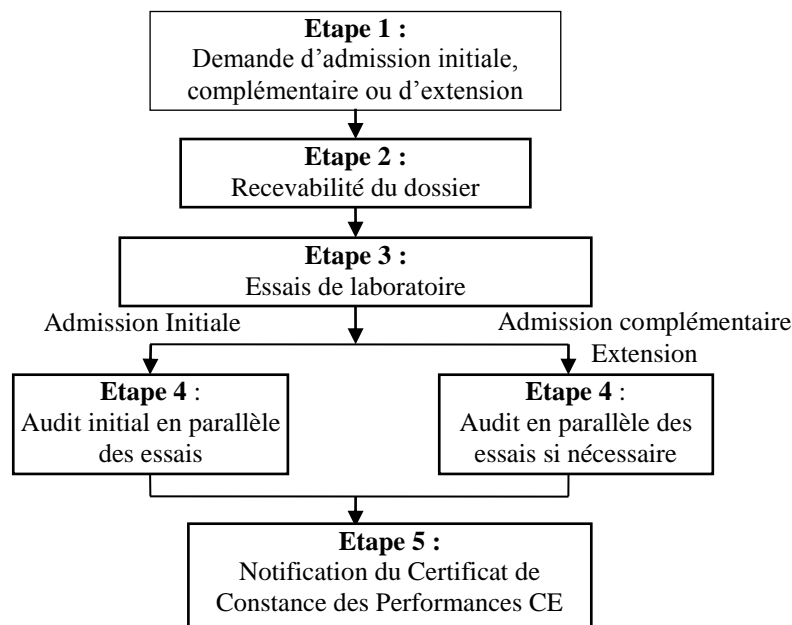 Etape 1 :
Demande d’admission initiale,
complémentaire ou d’extension
Etape 2 :
Recevabilité du dossier
Etape 3 :
Essais de laboratoire
Admission Initiale
Admission complémentaire
Extension
Etape 4 :
Audit initial en parallèle
des essais
Etape 4 :
Audit en parallèle des
essais si nécessaire
Etape 5 :
Notification du Certificat de
Constance des Performances CE